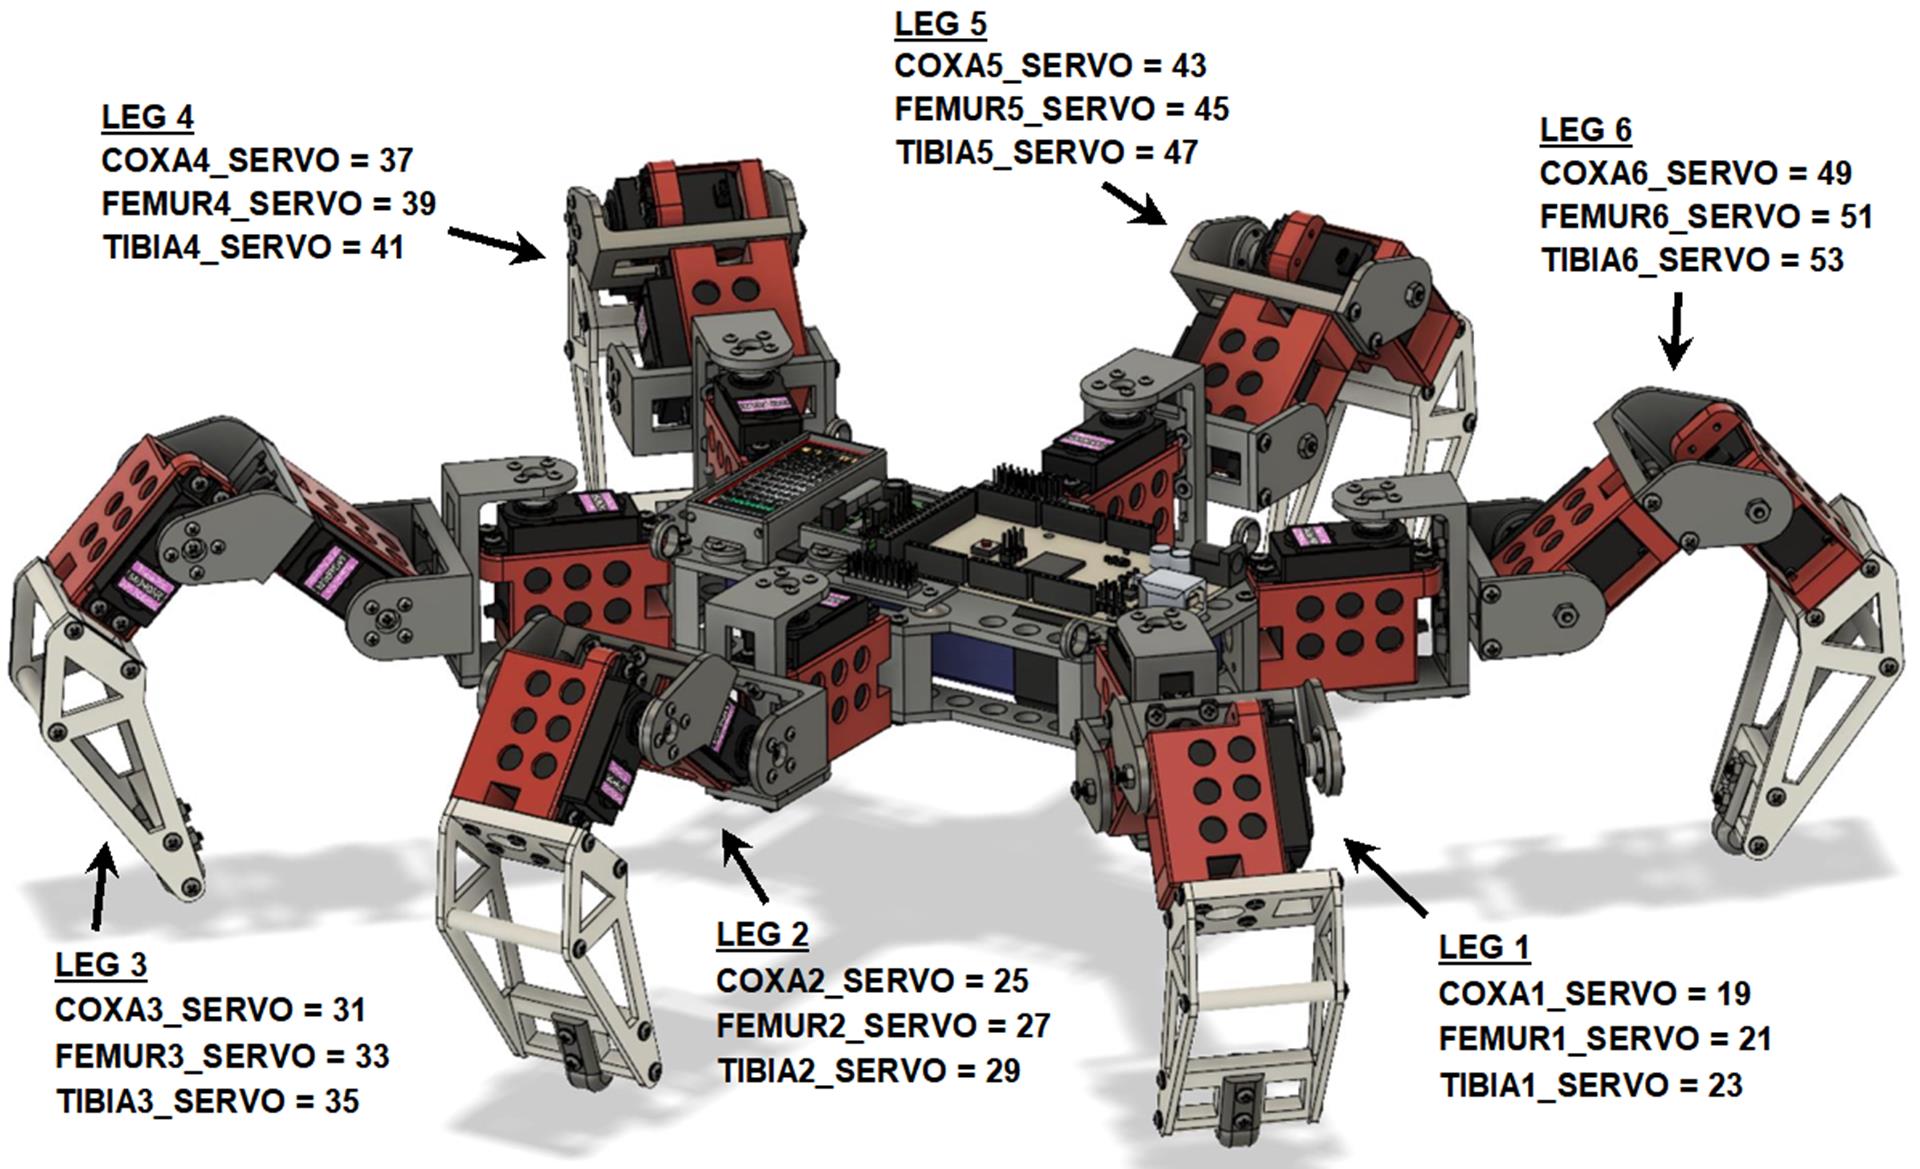 LEG 5
COXA5_SERVO = 43
FEMUR5_SERVO = 45
TIBIA5_SERVO = 47
LEG 4
COXA4_SERVO = 37
FEMUR4_SERVO = 39
TIBIA4_SERVO = 41
LEG 6
COXA6_SERVO = 49
FEMUR6_SERVO = 51
TIBIA6_SERVO = 53
LEG 3
COXA3_SERVO = 31
FEMUR3_SERVO = 33
TIBIA3_SERVO = 35
LEG 2
COXA2_SERVO = 25
FEMUR2_SERVO = 27
TIBIA2_SERVO = 29
LEG 1
COXA1_SERVO = 19
FEMUR1_SERVO = 21
TIBIA1_SERVO = 23